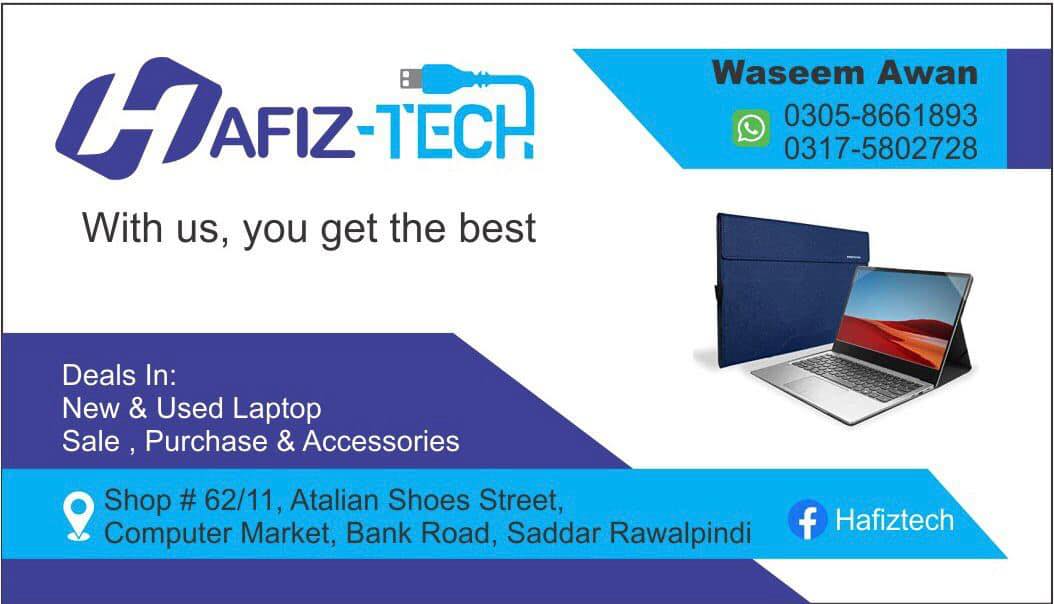 HAFIZ-TECH
With us, you get the best
Waseem Awan
0305-8661893
0317-5802728
Deals In:
New & Used Laptop
Sale , Purchase & Accessories
Shop # 62/11, Atalian Shoes Street,
Computer Market, Bank Road, Saddar Rawalpindi
Hafiztech